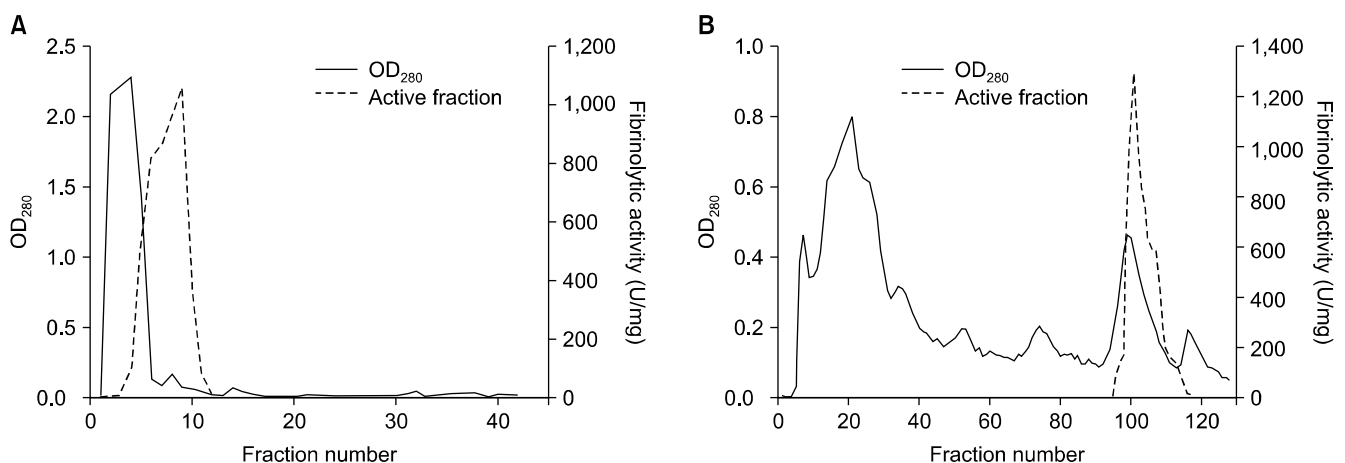 A
2.5
2.0
1.5
1.0
0.5
0.0
OD280
1,200
1,000
800
600
400
200
0
Fibrinolytic activity (U/mg)
OD280
Active fraction
0 10 20 30 40
Fraction number
B
1.0
0.8
0.6
0.4
0.2
0.0
OD280
1,400
1,200
1,000
800
600
400
200
0
Fibrinolytic activity (U/mg)
OD280
Active fraction
0 20 40 60 80 100 120
Fraction number